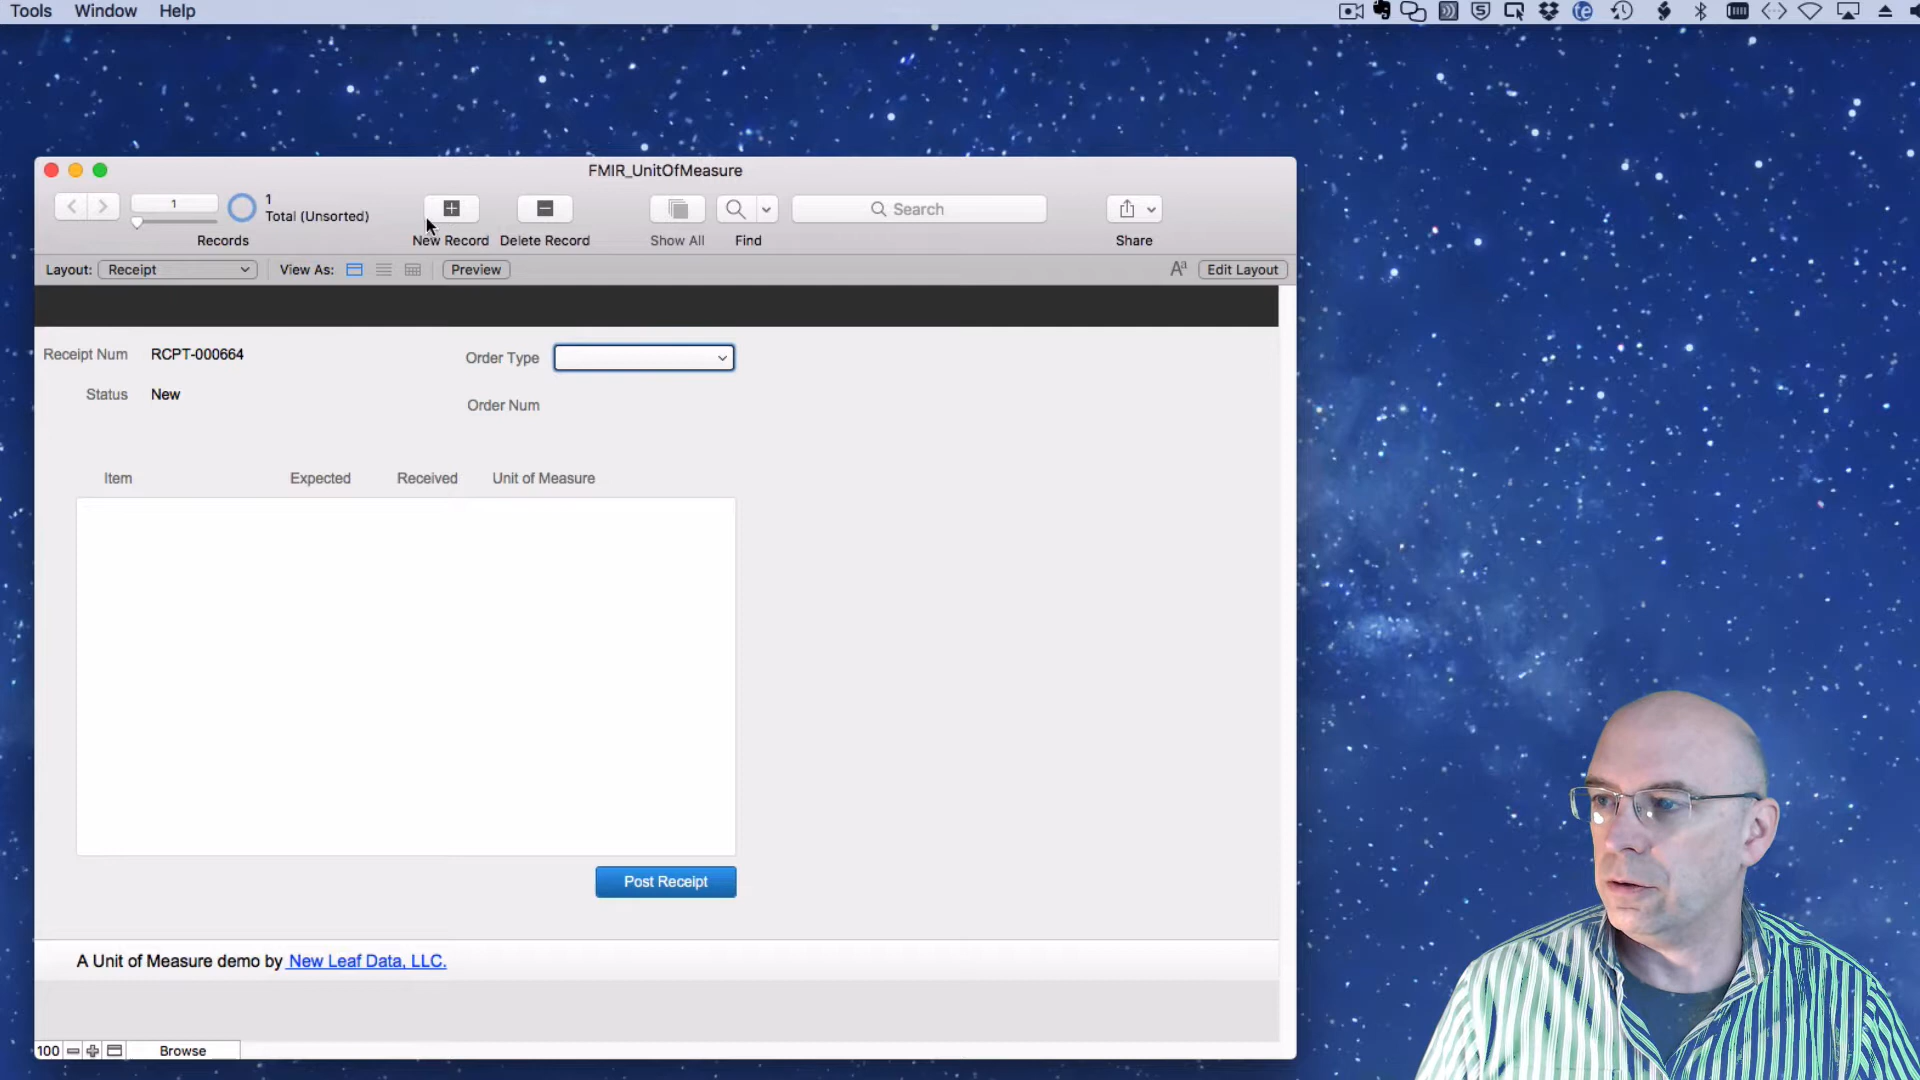 Tools Window Help
FMIR_UnitOfMeasure
1
1
Total (Unsorted)
Search
Records New Record Delete Record Show All Find Share
Layout: Receipt View As: Preview Aa Edit Layout
Receipt Num RCPT-000664 Order Type
Status New
Order Num
Item Expected Received Unit of Measure
Post Receipt
A Unit of Measure demo by New Leaf Data, LLC.
100 Browse